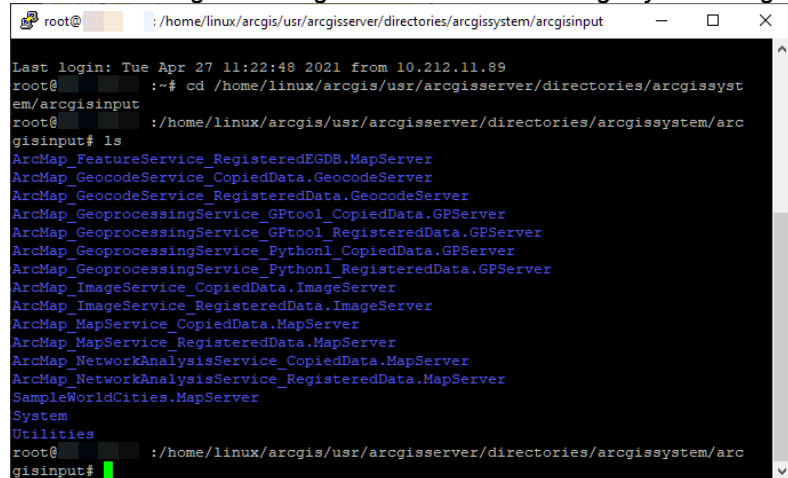 root@ : /home/linux/arcgis/usr/arcgisserver/directories/arcgissystem/arcgisinput
Last login: Tue Apr 27 11:22:48 2021 from 10.212.11.89
root@ :~# cd /home/linux/arcgis/usr/arcgisserver/directories/arcgissyst
em/arcgisinput
root@ :/home/linux/arcgis/usr/arcgisserver/directories/arcgissystem/arc
gisinput# ls
ArcMap_FeatureService_RegisteredEGDB.MapServer
ArcMap_GeocodeService_CopiedData.GeocodeServer
ArcMap_GeocodeService_RegisteredData.GeocodeServer
ArcMap_GeoprocessingService_GPtool_CopiedData.GPServer
ArcMap_GeoprocessingService_GPtool_RegisteredData.GPServer
ArcMap_GeoprocessingService_Python1_CopiedData.GPServer
ArcMap_GeoprocessingService_Python1_RegisteredData.GPServer
ArcMap_ImageService_CopiedData.ImageServer
ArcMap_ImageService_RegisteredData.ImageServer
ArcMap_MapService_CopiedData.MapServer
ArcMap_MapService_RegisteredData.MapServer
ArcMap_NetworkAnalysisService_CopiedData.MapServer
ArcMap_NetworkAnalysisService_RegisteredData.MapServer
SampleWorldCities.MapServer
System
Utilities
root@ :/home/linux/arcgis/usr/arcgisserver/directories/arcgissystem/arc
gisinput#